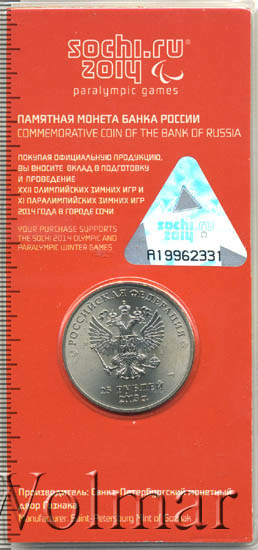 sochi.ru
2014
paralympic games
ПАМЯТНАЯ МОНЕТА БАНКА РОССИИ
COMMEMORATIVE COIN OF THE BANK OF RUSSIA
ПОКУПАЯ ОФИЦИАЛЬНУЮ ПРОДУКЦИЮ,
ВЫ ВНОСИТЕ ВКЛАД В ПОДГОТОВКУ
И ПРОВЕДЕНИЕ
XXII ОЛИМПИЙСКИХ ЗИМНИХ ИГР И
XI ПАРАЛИМПИЙСКИХ ЗИМНИХ ИГР
2014 ГОДА В ГОРОДЕ СОЧИ
YOUR PURCHASE SUPPORTS
THE SOCHI 2014 OLYMPIC AND
PARALYMPIC WINTER GAMES
sochi.ru
2014
A19962331
РОССИЙСКАЯ ФЕДЕРАЦИЯ
25 РУБЛЕЙ
2013 г.
Производитель: Санкт-Петербургский монетный
двор Гознака
Manufacturer: Saint-Petersburg Mint of Goznak
Wolmar